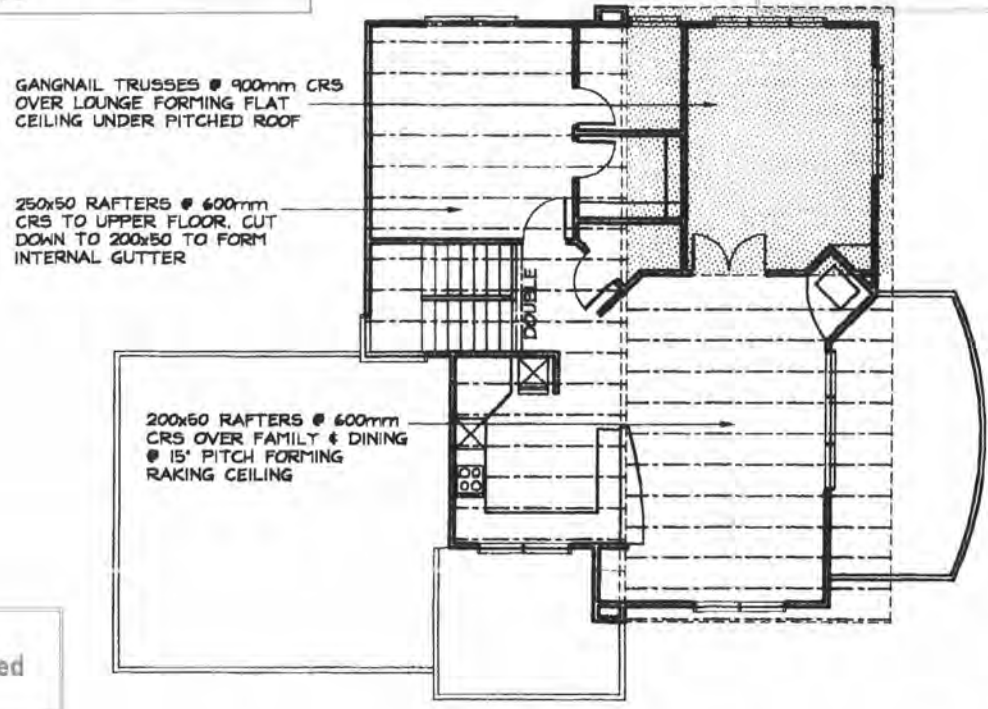 GANGNAIL TRUSSES @ 900mm CRS
OVER LOUNGE FORMING FLAT
CEILING UNDER PITCHED ROOF
250x50 RAFTERS @ 600mm
CRS TO UPPER FLOOR. CUT
DOWN TO 200x50 TO FORM
INTERNAL GUTTER
DOUBLE
200x50 RAFTERS @ 600mm
CRS OVER FAMILY & DINING
@ 15° PITCH FORMING
RAKING CEILING
ed